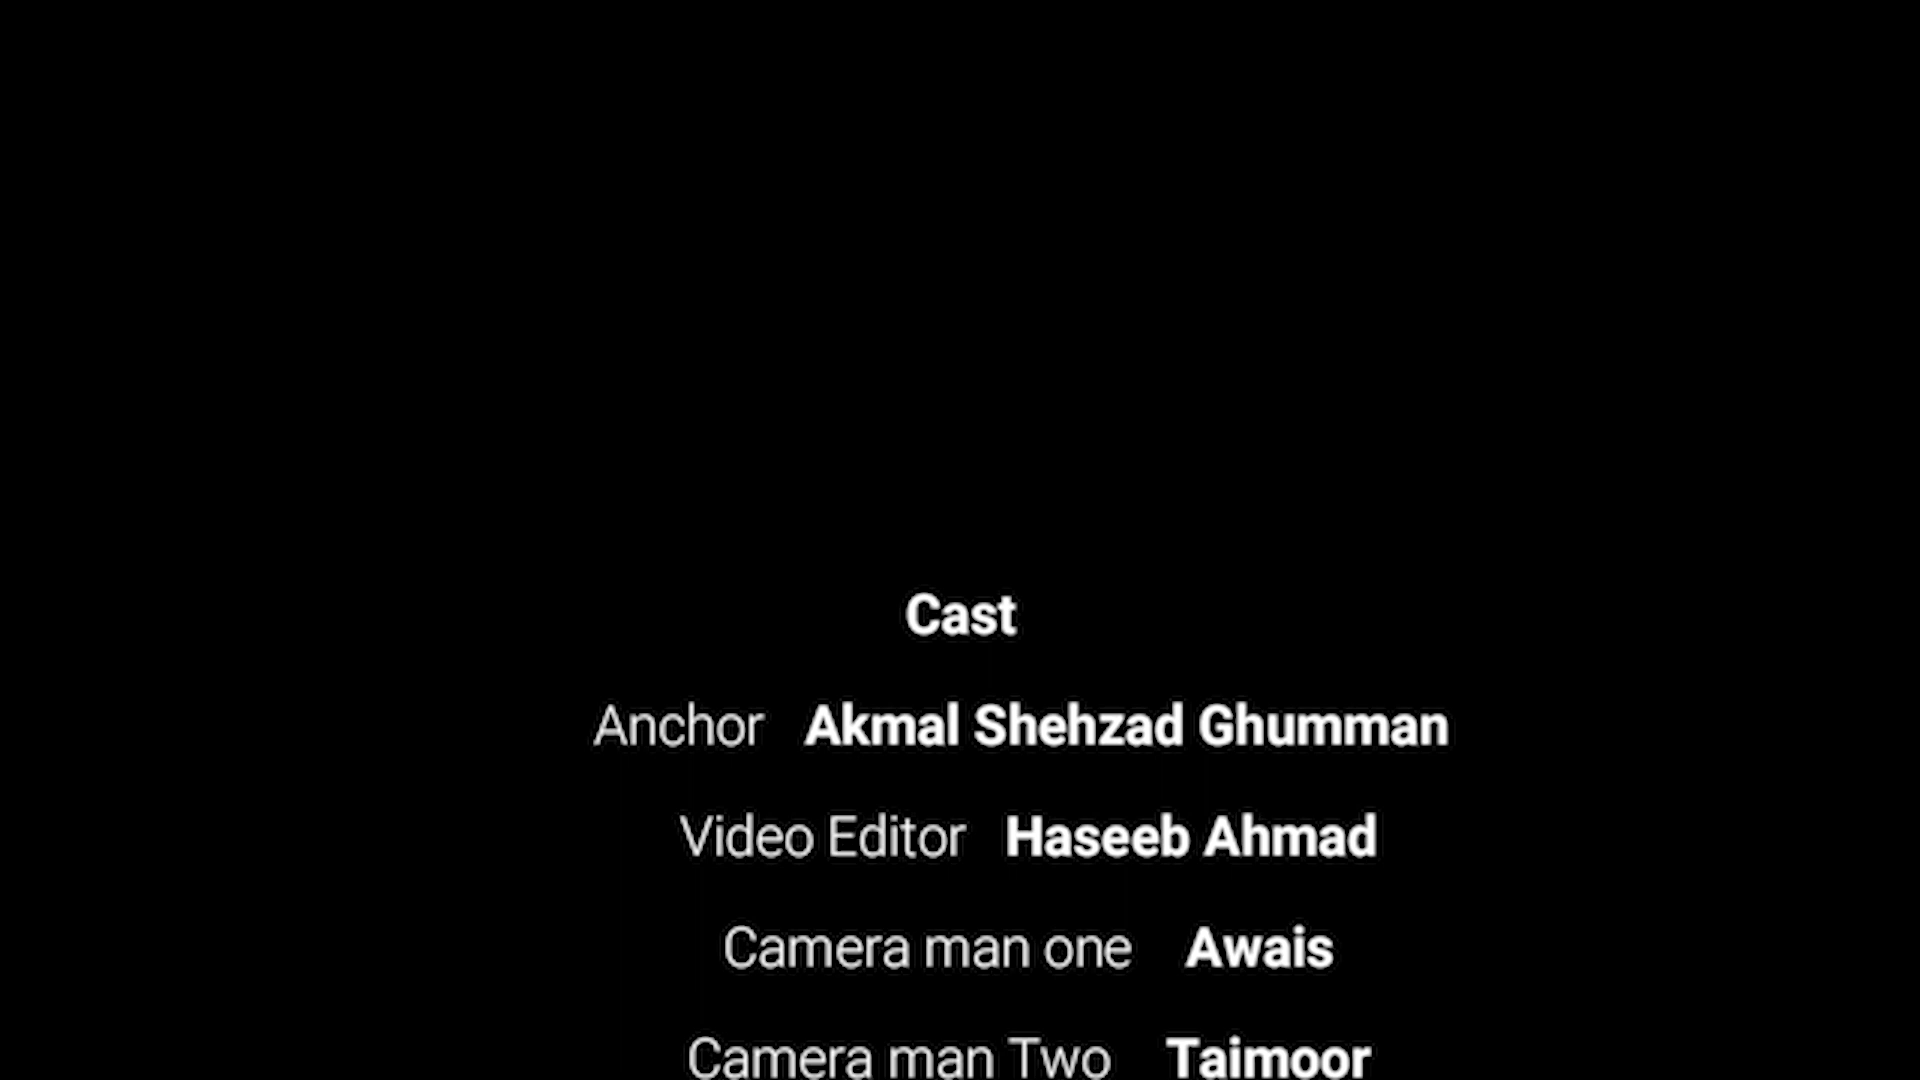 Cast
Anchor Akmal Shehzad Ghumman
Video Editor Haseeb Ahmad
Camera man one Awais
Camera man Two Taimoor